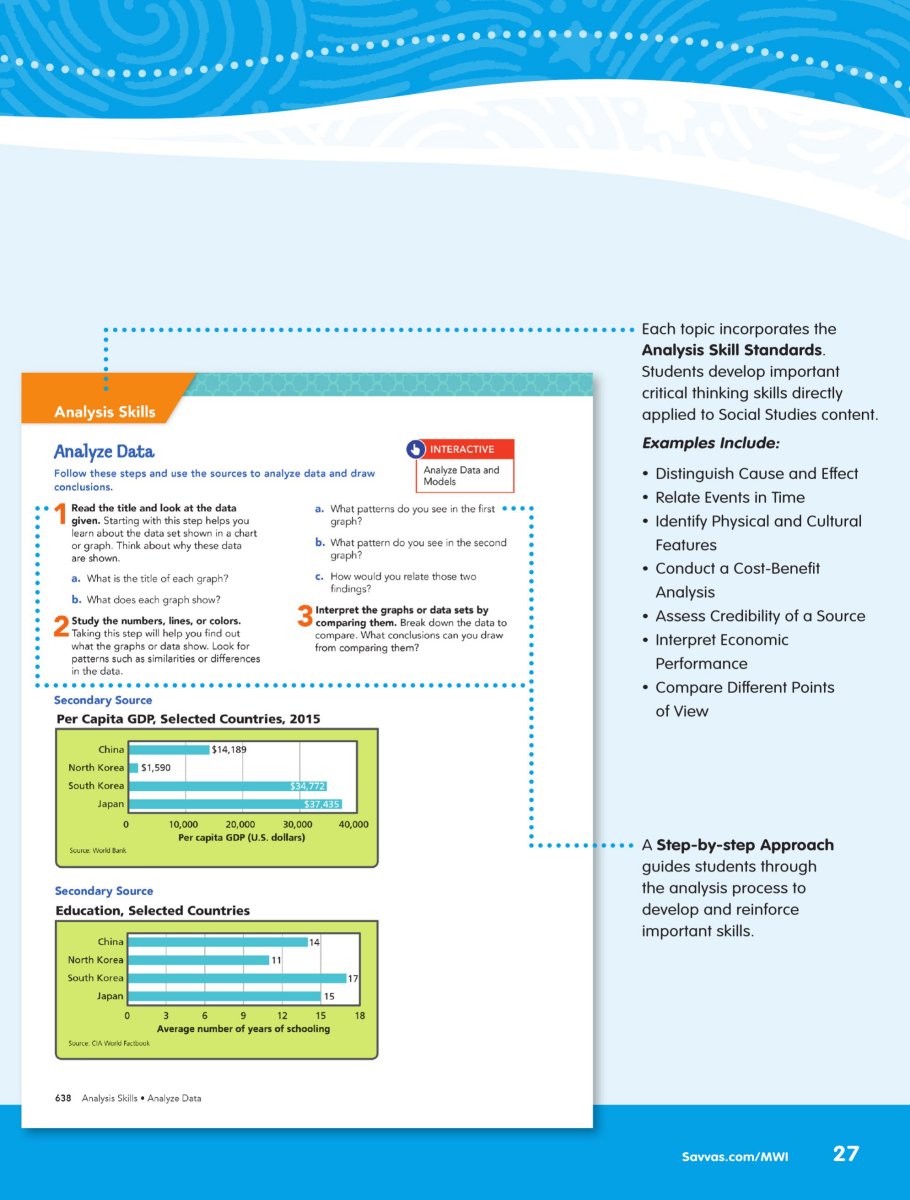 Each topic incorporates the
Analysis Skill Standards.
Students develop important
critical thinking skills directly
applied to Social Studies content.
Examples Include:
• Distinguish Cause and Effect
• Relate Events in Time
• Identify Physical and Cultural
Features
• Conduct a Cost-Benefit
Analysis
• Assess Credibility of a Source
• Interpret Economic
Performance
• Compare Different Points
of View
Analysis Skills
Analyze Data
Follow these steps and use the sources to analyze data and draw
conclusions.
INTERACTIVE
Analyze Data and
Models
1 Read the title and look at the data
given. Starting with this step helps you
learn about the data set shown in a chart
or graph. Think about why these data
are shown.
a. What is the title of each graph?
b. What does each graph show?
2 Study the numbers, lines, or colors.
Taking this step will help you find out
what the graphs or data show. Look for
patterns such as similarities or differences
in the data.
a. What patterns do you see in the first
graph?
b. What pattern do you see in the second
graph?
c. How would you relate those two
findings?
3 Interpret the graphs or data sets by
comparing them. Break down the data to
compare. What conclusions can you draw
from comparing them?
Secondary Source
Per Capita GDP, Selected Countries, 2015
China $14,189
North Korea $1,590
South Korea $34,772
Japan $37,435
0 10,000 20,000 30,000 40,000
Per capita GDP (U.S. dollars)
Source: World Bank
Secondary Source
Education, Selected Countries
China 14
North Korea 11
South Korea 17
Japan 15
0 3 6 9 12 15 18
Average number of years of schooling
Source: CIA World Factbook
638 Analysis Skills • Analyze Data
A Step-by-step Approach
guides students through
the analysis process to
develop and reinforce
important skills.
Savvas.com/MWI 27